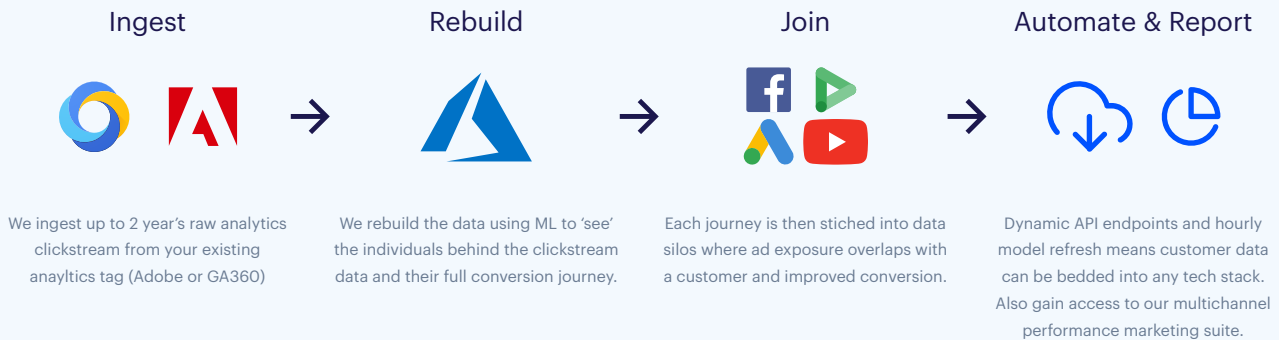 Ingest
We ingest up to 2 year's raw analytics
clickstream from your existing
anayltics tag (Adobe or GA360)
Rebuild
We rebuild the data using ML to ‘see’
the individuals behind the clickstream
data and their full conversion journey.
Join
Each journey is then stiched into data
silos where ad exposure overlaps with
a customer and improved conversion.
Automate & Report
Dynamic API endpoints and hourly
model refresh means customer data
can be bedded into any tech stack.
Also gain access to our multichannel
performance marketing suite.